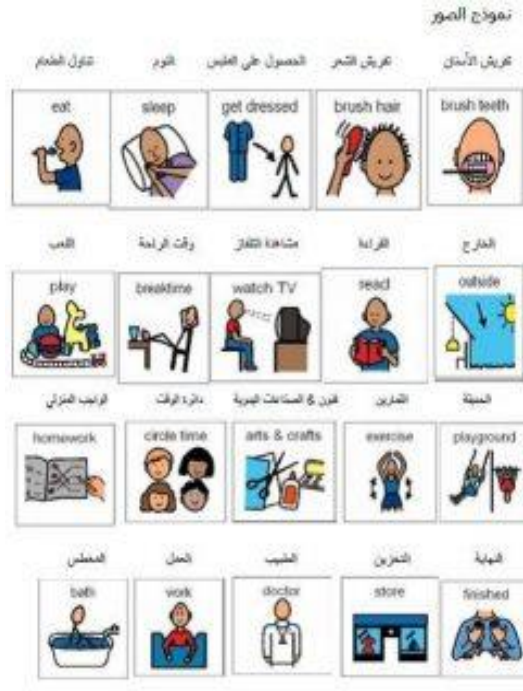 نموذج الصور
تفريش الأسنان تفريش الشعر الحصول على الملبس النوم تناول الطعام
eat sleep get dressed brush hair brush teeth
الخارج القراءة مشاهدة التلفاز وقت الراحة اللعب
play breaktime watch TV read outside
الحديقة التمارين فنون & الصناعات اليدوية دائرة الوقت الواجب المنزلي
homework circle time arts & crafts exercise playground
النهاية التخزين الطبيب العمل المغطس
bath work doctor store finished